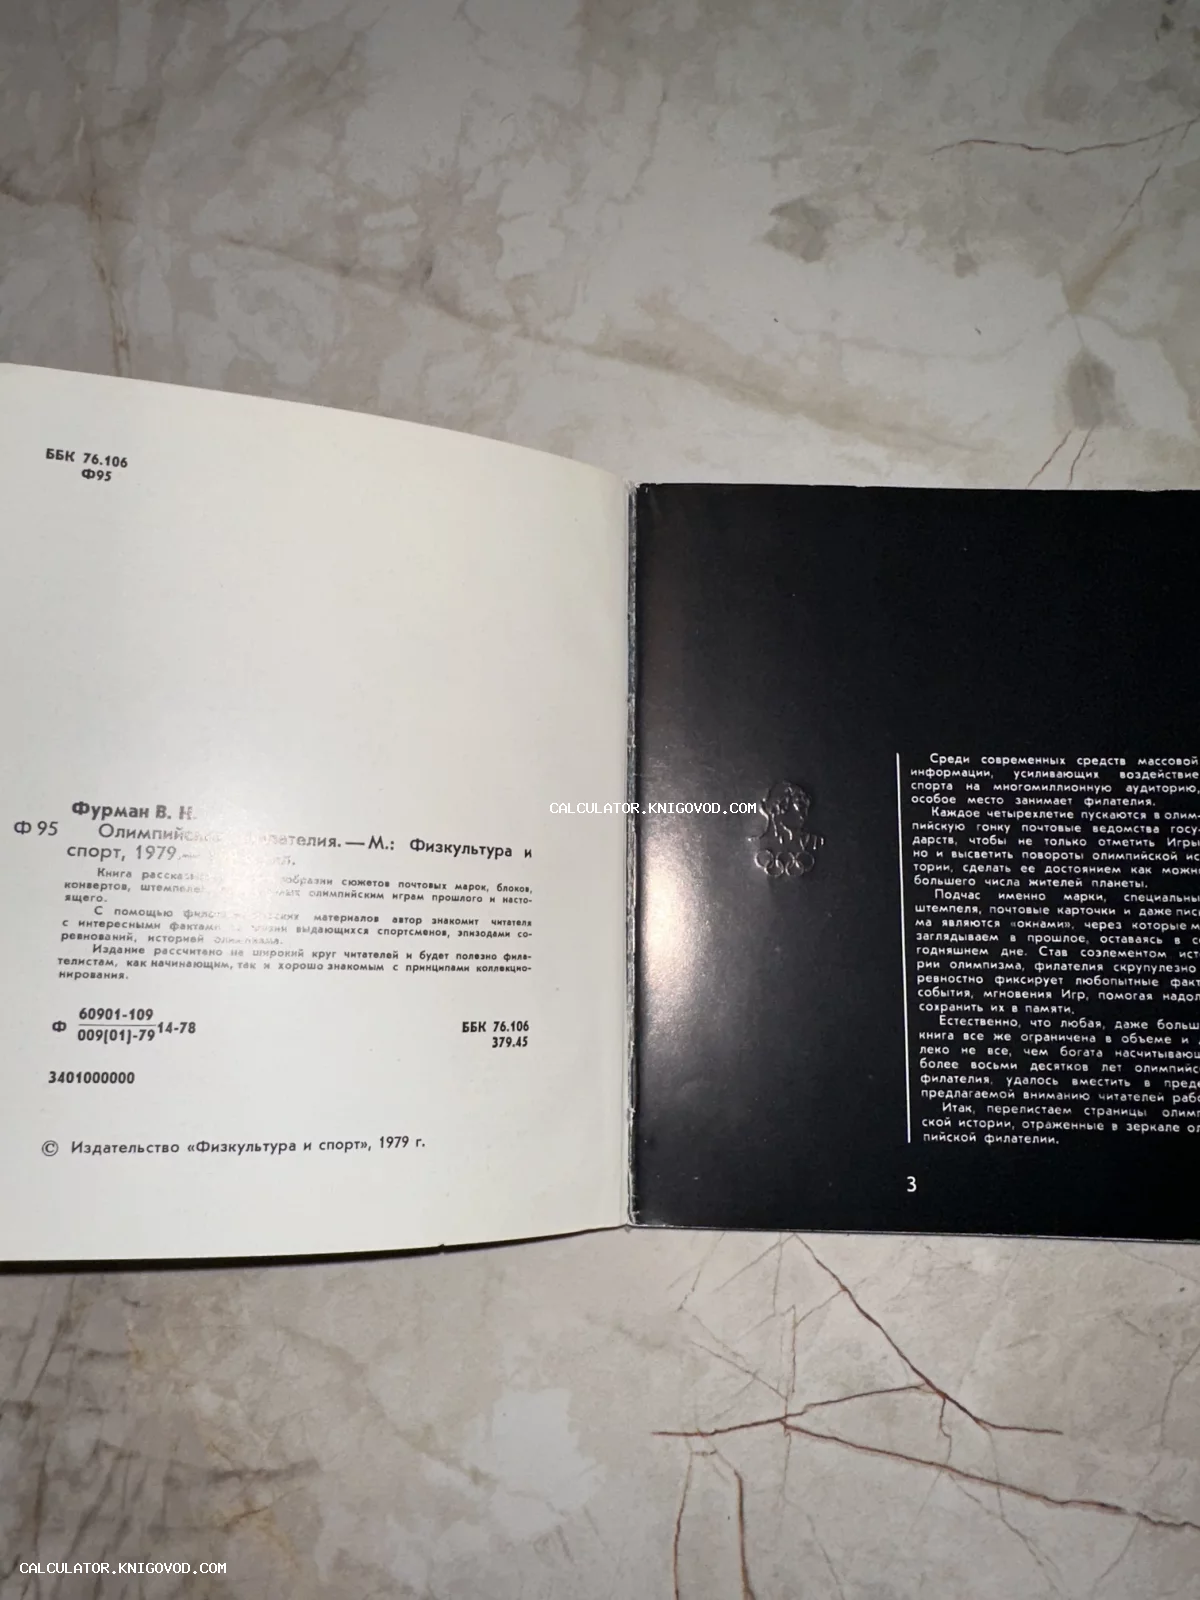 ББК 76.106
Ф95
Фурман В. Н.
Ф 95
Олимпийская филателия. — М.: Физкультура и
спорт, 1979.—
Книга рассказ сюжетов почтовых марок, блоков,
конвертов, олимпийским играм прошлого и насто-
ящего.
С помощью материалов автор знакомит читателя
с интересными фактами выдающихся спортсменов, эпизодами со-
ревнований, историей олимпизма.
Издание рассчитано на широкий круг читателей и будет полезно фила-
телистам, как начинающим, так и хорошо знакомым с принципами коллекцио-
нирования.
Ф 60901-109
009(01)-79 14-78
ББК 76.106
379.45
3401000000
© Издательство «Физкультура и спорт», 1979 г.
Среди современных средств массовой
информации, усиливающих воздействие
спорта на многомиллионную аудиторию,
особое место занимает филателия.
Каждое четырехлетие пускаются в олим-
пийскую гонку почтовые ведомства госу-
дарств, чтобы не только отметить Игры
но и высветить повороты олимпийской ис
тории, сделать ее достоянием как можн
большего числа жителей планеты.
Подчас именно марки, специальны
штемпеля, почтовые карточки и даже пис
ма являются «окнами», через которые м
заглядываем в прошлое, оставаясь в се
годняшнем дне. Став соэлементом ист
рии олимпизма, филателия скрупулезно
ревностно фиксирует любопытные факт
события, мгновения Игр, помогая надол
сохранить их в памяти.
Естественно, что любая, даже больш
книга все же ограничена в объеме и
леко не все, чем богата насчитывающ
более восьми десятков лет олимпийс
филателия, удалось вместить в преде
предлагаемой вниманию читателей рабо
Итак, перелистаем страницы олимп
ской истории, отраженные в зеркале ол
пийской филателии.
3
CALCULATOR.KNIGOVOD.COM
CALCULATOR.KNIGOVOD.COM